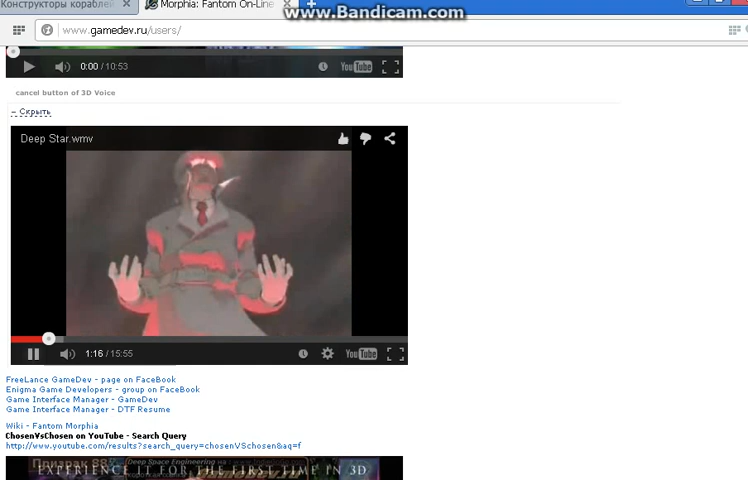 Конструкторы кораблей
Morphia: Fantom On-Line
www.Bandicam.com
www.gamedev.ru/users/
0:00 / 10:53
YouTube
cancel button of 3D Voice
– Скрыть
Deep Star.wmv
1:16 / 15:55
YouTube
FreeLance GameDev - page on FaceBook
Enigma Game Developers - group on FaceBook
Game Interface Manager - GameDev
Game Interface Manager - DTF Resume
Wiki - Fantom Morphia
ChosenVsChosen on YouTube - Search Query
http://www.youtube.com/results?search_query=chosenVSchosen&aq=f
EXPERIENCE IT FOR THE FIRST TIME IN 3D